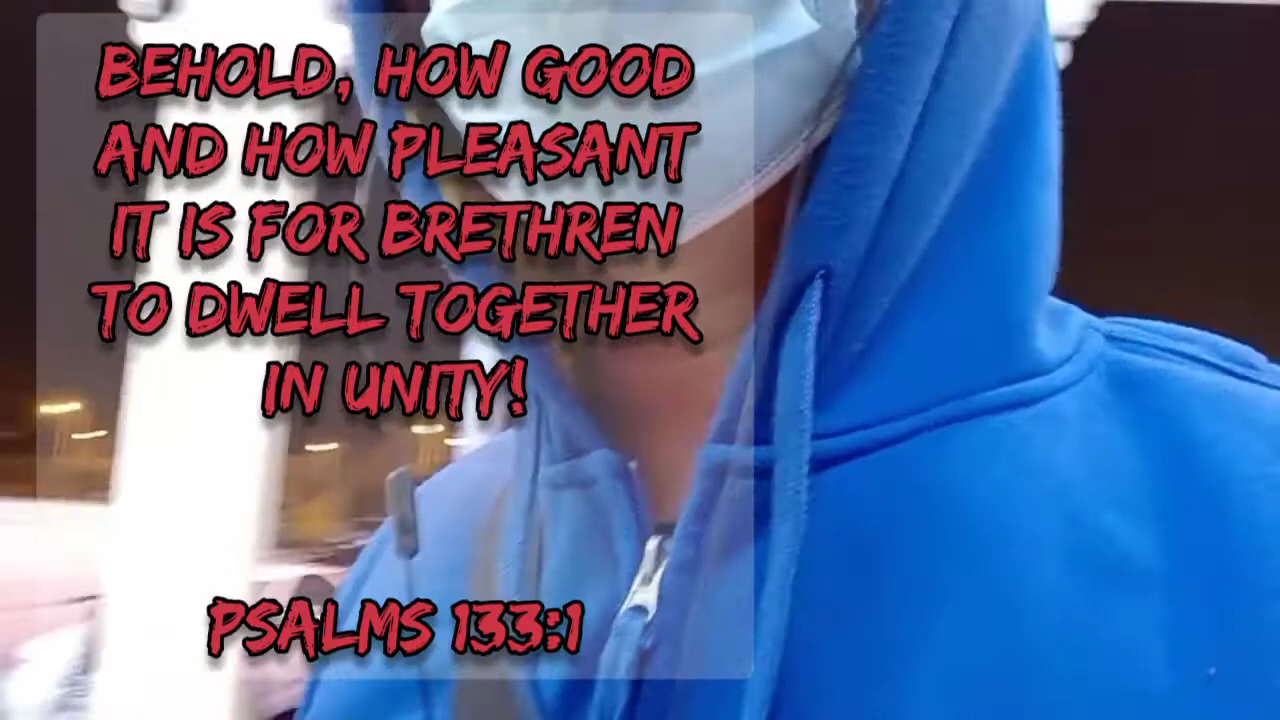 BEHOLD, HOW GOOD
AND HOW PLEASANT
IT IS FOR BRETHREN
TO DWELL TOGETHER
IN UNITY!
PSALMS 133:1